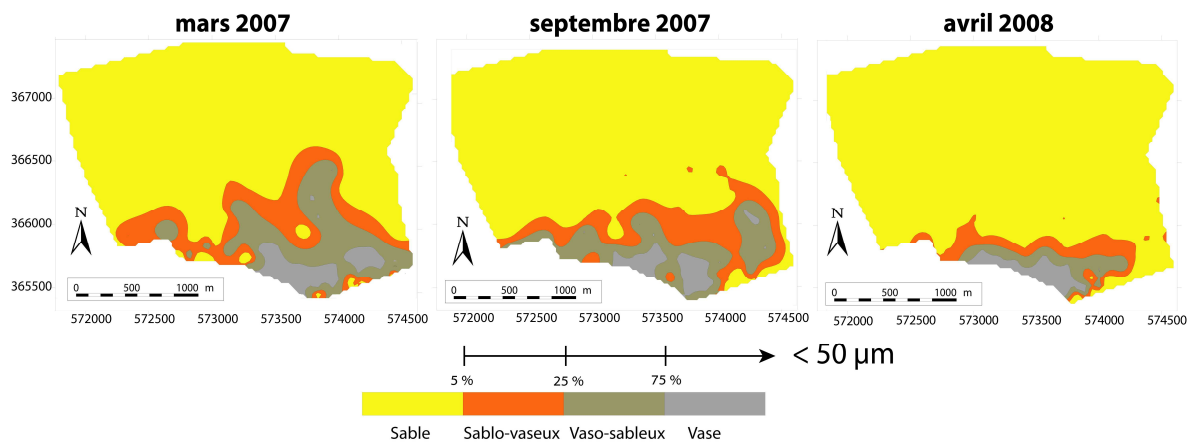 mars 2007
septembre 2007
avril 2008
367000
366500
366000
365500
N
0 500 1000 m
572000 572500 573000 573500 574000 574500
N
0 500 1000 m
572000 572500 573000 573500 574000 574500
N
0 500 1000 m
572000 572500 573000 573500 574000 574500
< 50 µm
5 % 25 % 75 %
Sable Sablo-vaseux Vaso-sableux Vase